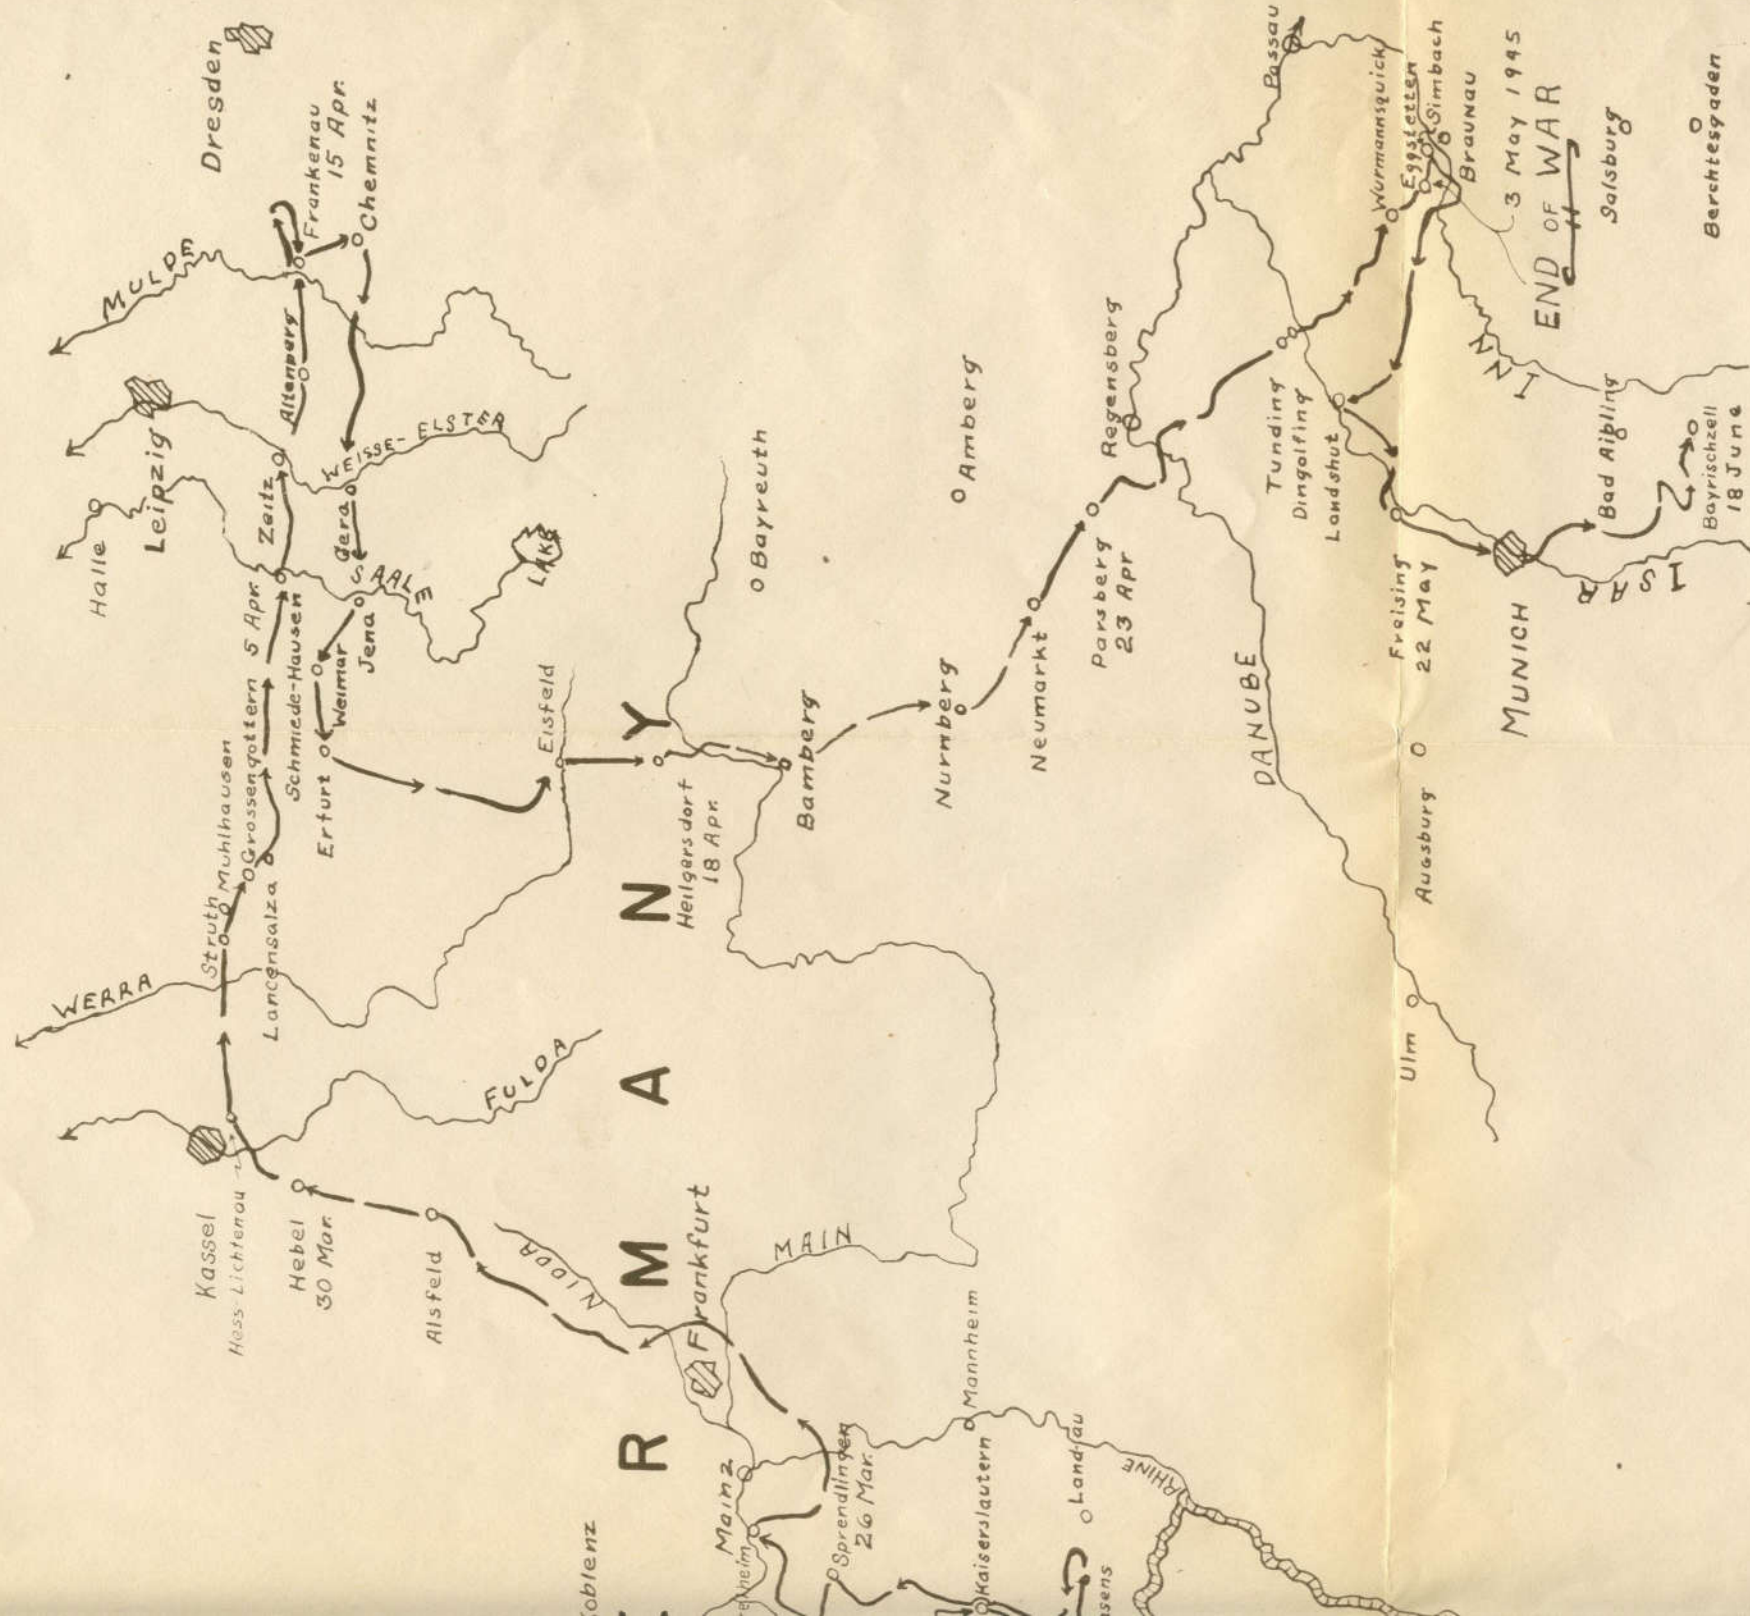 Dresden
MULDE
Frankenau
15 Apr.
Chemnitz
Altenberg
Leipzig
Halle
Zeitz
WEISSE-ELSTER
Gera
SAALE
LAKE
5 Apr.
Schmiede-Hausen
Jena
Weimar
Erfurt
Grossengottern
Muhlhausen
Struth
Langensalza
WERRA
FULDA
Kassel
Hess Lichtenau
Hebel
30 Mar.
Alsfeld
NIDDA
Eisfeld
Heilgersdorf
18 Apr.
R M A N Y
Bayreuth
Bamberg
Amberg
Nurnberg
Neumarkt
Parsberg
23 Apr
Regensberg
DANUBE
Passau
Wurmannsquick
Eggstetten
Simbach
BRAUNAU
3 MAY 1945
END OF WAR
Salsburg
Berchtesgaden
Tunding
Dingolfing
Landshut
INN
Bad Aibling
Bayrischzell
18 June
ISAR
Freising
22 May
MUNICH
Augsburg
Ulm
Frankfurt
MAIN
Mainz
Mannheim
Sprendlingen
26 Mar.
Kaiserslautern
Landau
RHINE
oblenz
heim
sens